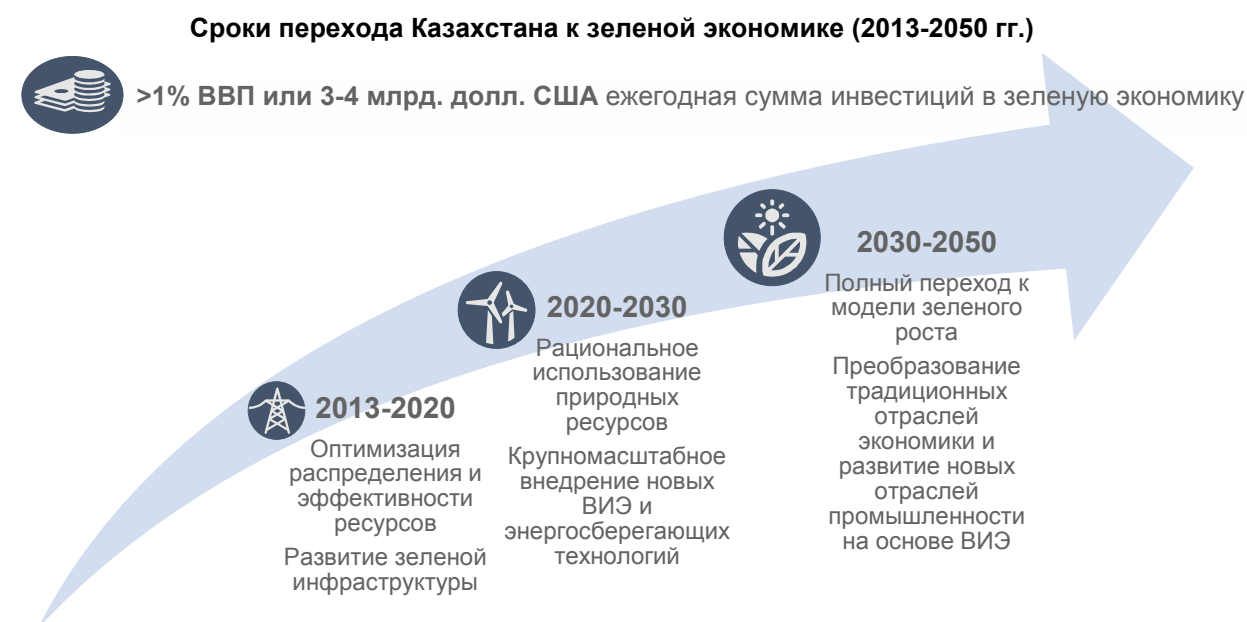 Сроки перехода Казахстана к зеленой экономике (2013-2050 гг.)
>1% ВВП или 3-4 млрд. долл. США ежегодная сумма инвестиций в зеленую экономику
2013-2020
Оптимизация
распределения и
эффективности
ресурсов
Развитие зеленой
инфраструктуры
2020-2030
Рациональное
использование
природных
ресурсов
Крупномасштабное
внедрение новых
ВИЭ и
энергосберегающих
технологий
2030-2050
Полный переход к
модели зеленого
роста
Преобразование
традиционных
отраслей
экономики и
развитие новых
отраслей
промышленности
на основе ВИЭ